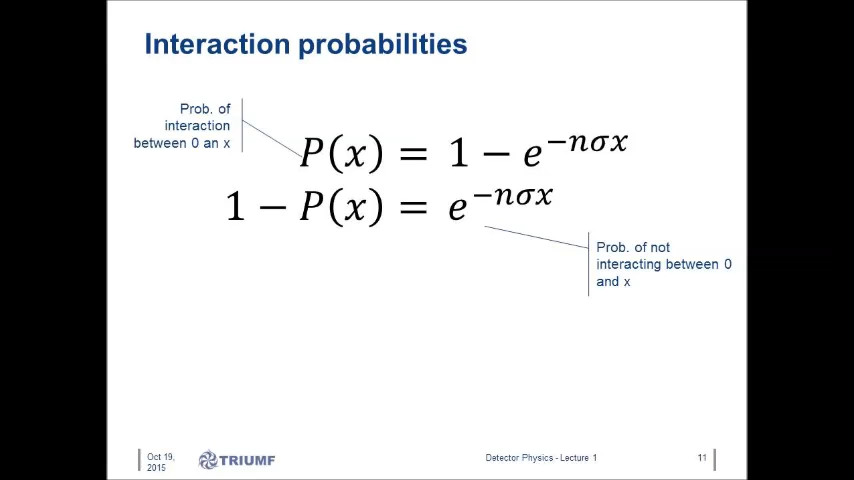 Interaction probabilities
Prob. of
interaction
between 0 an x
P(x) = 1 − e^{−nσx}
1 − P(x) = e^{−nσx}
Prob. of not
interacting between 0
and x
Oct 19,
2015
TRIUMF
Detector Physics - Lecture 1
11